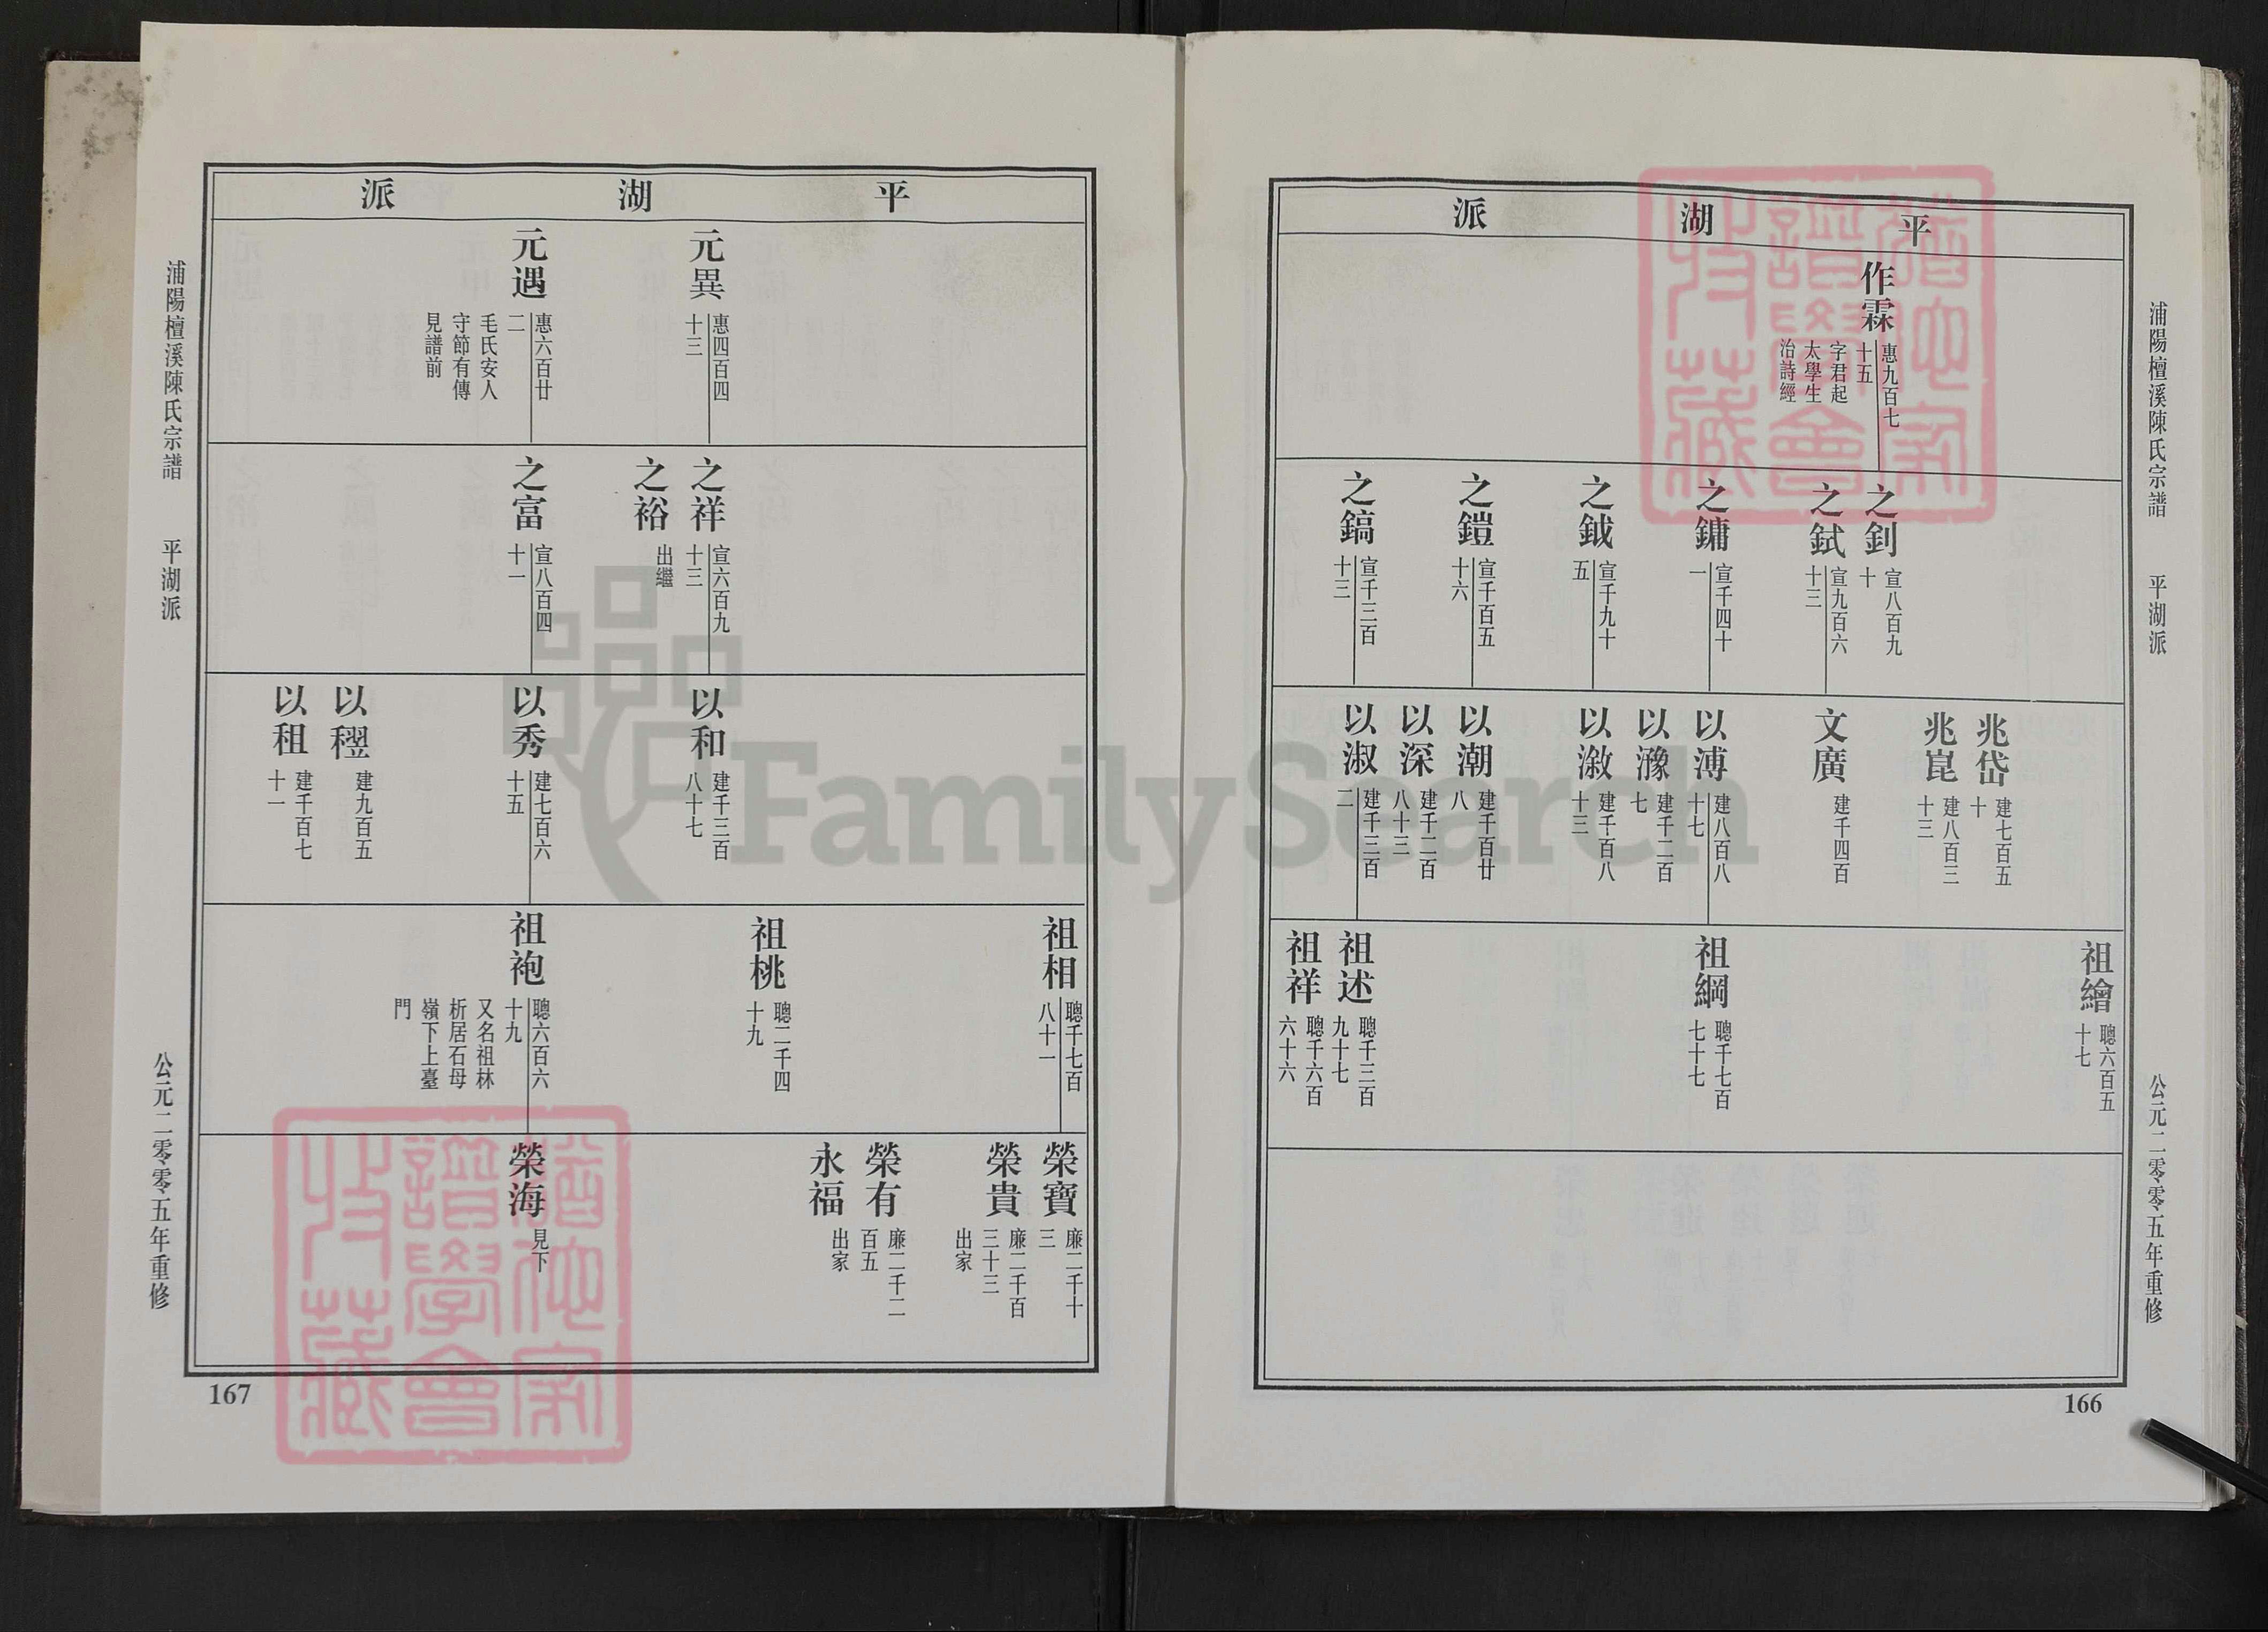 浦陽檀溪陳氏宗譜 平湖派 公元二零零五年重修
平湖派
作霖 惠九百七十五 字君起 太學生 治詩經
之釗 宣八百九十
之鉽 宣九百六十三
之鏞 宣千四十一
之鉞 宣千九十五
之鎧 宣千百五十六
之鎬 宣千三百十三
兆岱 建七百五十
兆崑 建八百三十三
文廣 建千四百
以溥 建八百八十七
以瀿 建千二百七
以漵 建千百八十三
以潮 建千百廿八
以深 建千二百八十三
以淑 建千三百二
祖繪 聰六百五十七
祖綱 聰千七百七十七
祖述 聰千三百九十七
祖祥 聰千六百六十六
166
平湖派
元異 惠四百四十三
元遇 惠六百廿二 毛氏安人守節有傳見譜前
之祥 宣六百九十三
之裕 出繼
之富 宣八百四十一
以和 建千三百八十七
以秀 建七百六十五
以穭 建九百五
以租 建千百七十一
祖相 聰千七百八十一
祖桃 聰二千四十九
祖袍 聰六百六十九 又名祖林 析居石母嶺下上臺門
榮寶 廉二千十三
榮貴 廉二千百三十三 出家
榮有 廉二千二百五
永福 出家
榮海 見下
浦陽檀溪陳氏宗譜 平湖派 公元二零零五年重修
167
FamilySearch